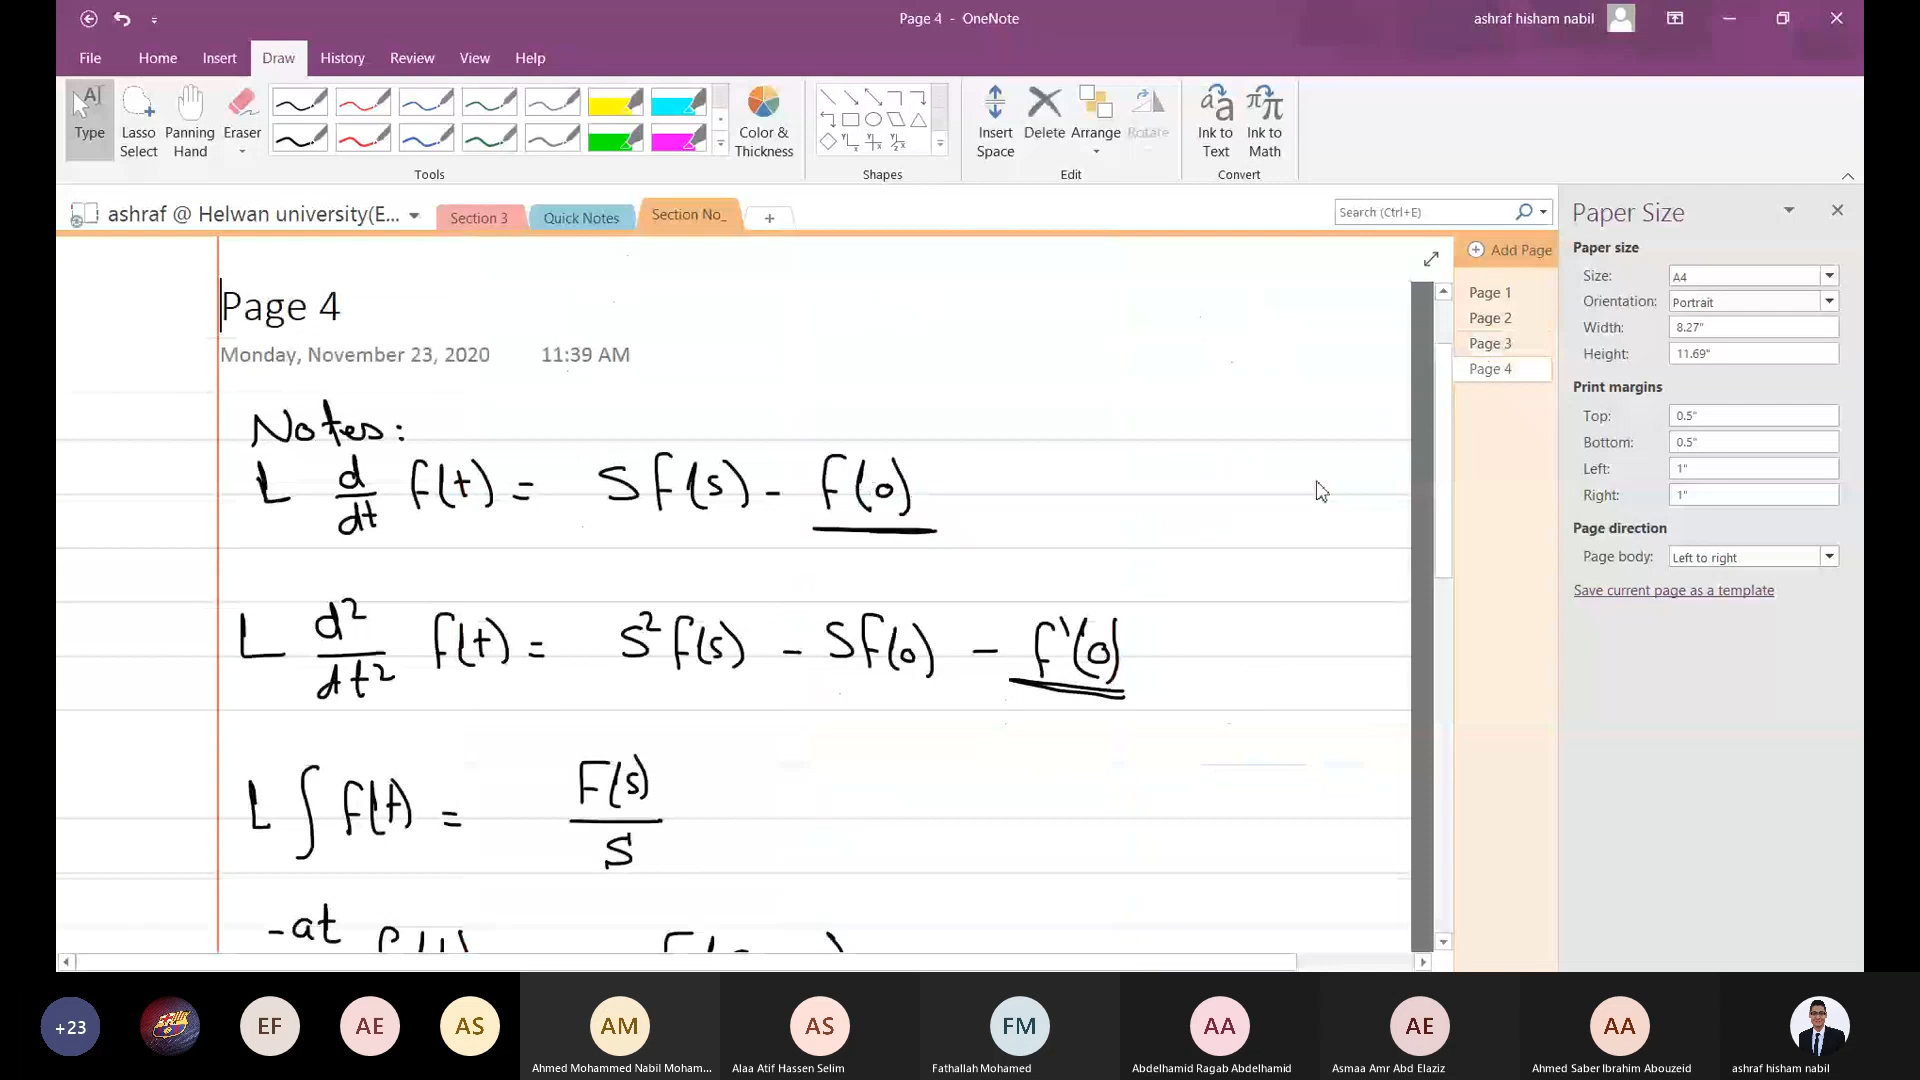 Page 4 - OneNote
ashraf hisham nabil
File Home Insert Draw History Review View Help
Type
Lasso Select
Panning Hand
Eraser
Color & Thickness
Insert Space
Delete
Arrange
Rotate
Ink to Text
Ink to Math
Tools
Shapes
Edit
Convert
ashraf @ Helwan university(E...
Section 3
Quick Notes
Section No_
Search (Ctrl+E)
Add Page
Page 1
Page 2
Page 3
Page 4
Paper Size
Paper size
Size: A4
Orientation: Portrait
Width: 8.27"
Height: 11.69"
Print margins
Top: 0.5"
Bottom: 0.5"
Left: 1"
Right: 1"
Page direction
Page body: Left to right
Save current page as a template
Page 4
Monday, November 23, 2020 11:39 AM
Notes:
L d/dt f(t) = S F(s) - f(0)
L d²/dt² f(t) = S² f(s) - S f(0) - f'(0)
L ∫ f(t) = F(s)/S
-at
+23
EF
AE
AS
AM
AS
FM
AA
AE
AA
Ahmed Mohammed Nabil Moham...
Alaa Atif Hassen Selim
Fathallah Mohamed
Abdelhamid Ragab Abdelhamid
Asmaa Amr Abd Elaziz
Ahmed Saber Ibrahim Abouzeid
ashraf hisham nabil